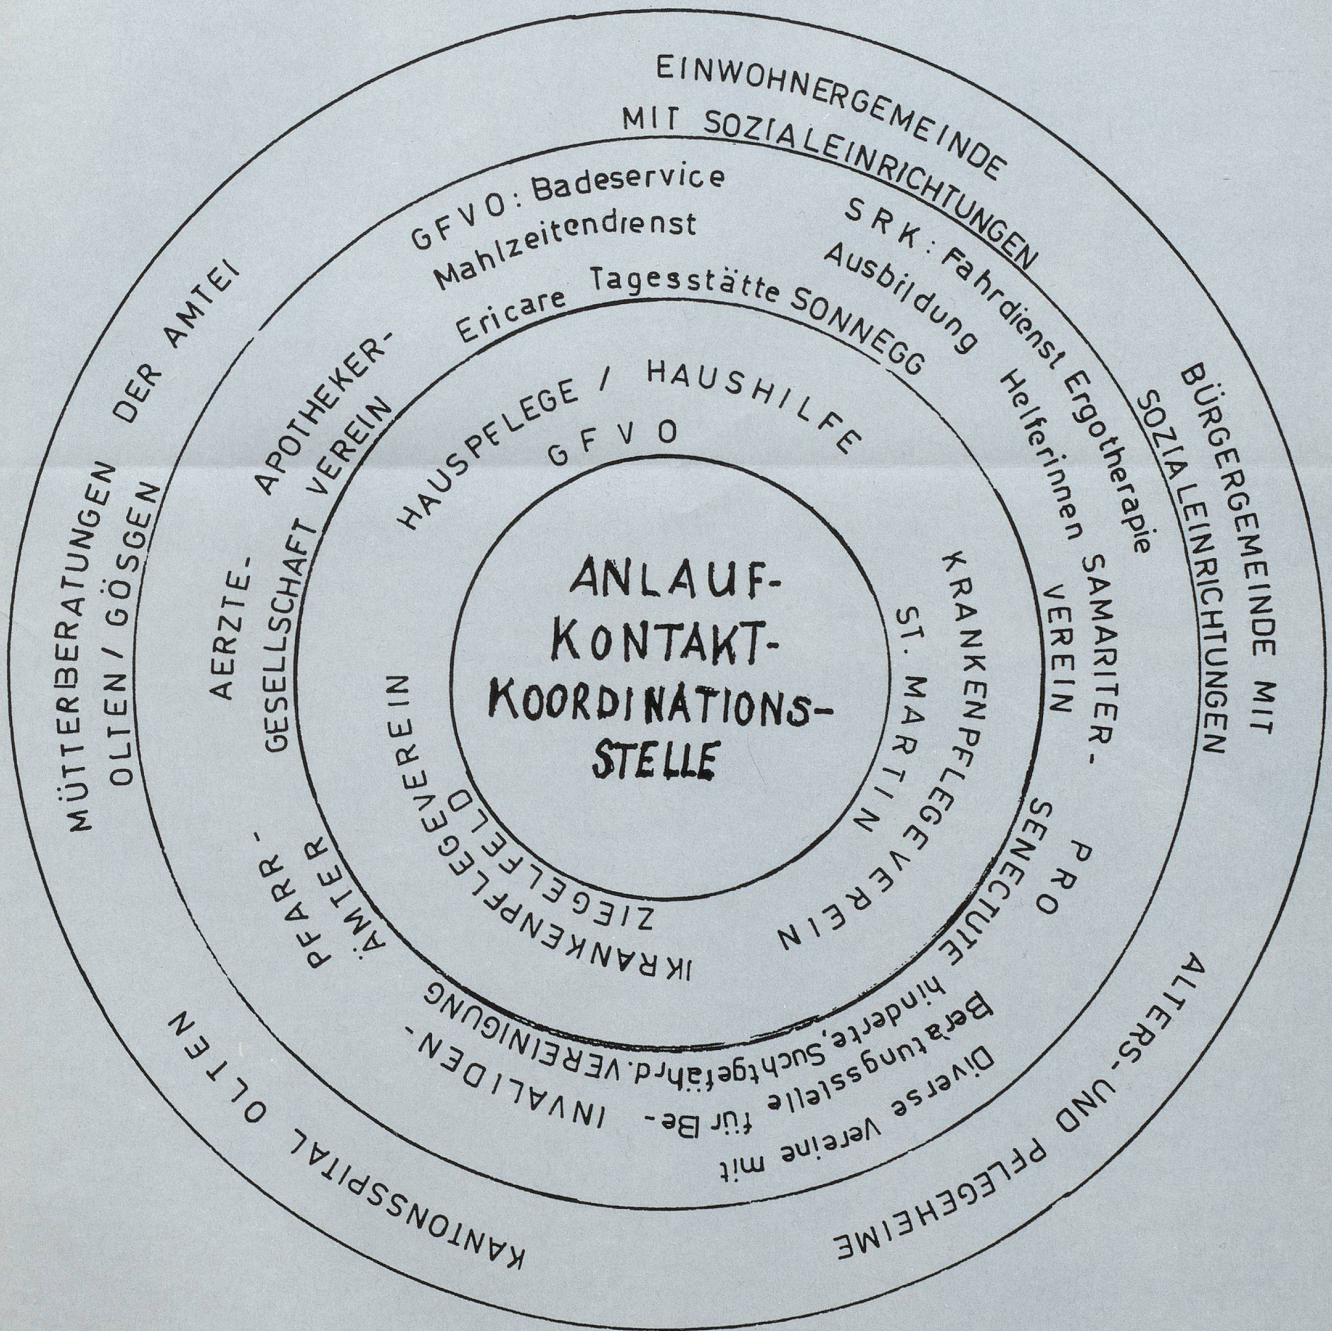 EINWOHNERGEMEINDE
MIT SOZIALEINRICHTUNGEN
BÜRGERGEMEINDE MIT
SOZIALEINRICHTUNGEN
ALTERS- UND PFLEGEHEIME
KANTONSSPITAL OLTEN
MÜTTERBERATUNGEN DER AMTEI
OLTEN / GÖSGEN
GFVO: Badeservice
Mahlzeitendienst
Ericare Tagesstätte SONNEGG
SRK: Fahrdienst Ergotherapie
Ausbildung Helferinnen
SAMARITER-
VEREIN
PRO
SENECTUTE
Diverse Vereine mit
Beratungsstelle für Be-
hinderte, Suchtgefährd.
INVALIDEN-
VEREINIGUNG
PFARR-
ÄMTER
AERZTE-
GESELLSCHAFT
APOTHEKER-
VEREIN
HAUSPFLEGE / HAUSHILFE
GFVO
KRANKENPFLEGEVEREIN
ST. MARTIN
KRANKENPFLEGEVEREIN
ZIEGELFELD
ANLAUF-
KONTAKT-
KOORDINATIONS-
STELLE